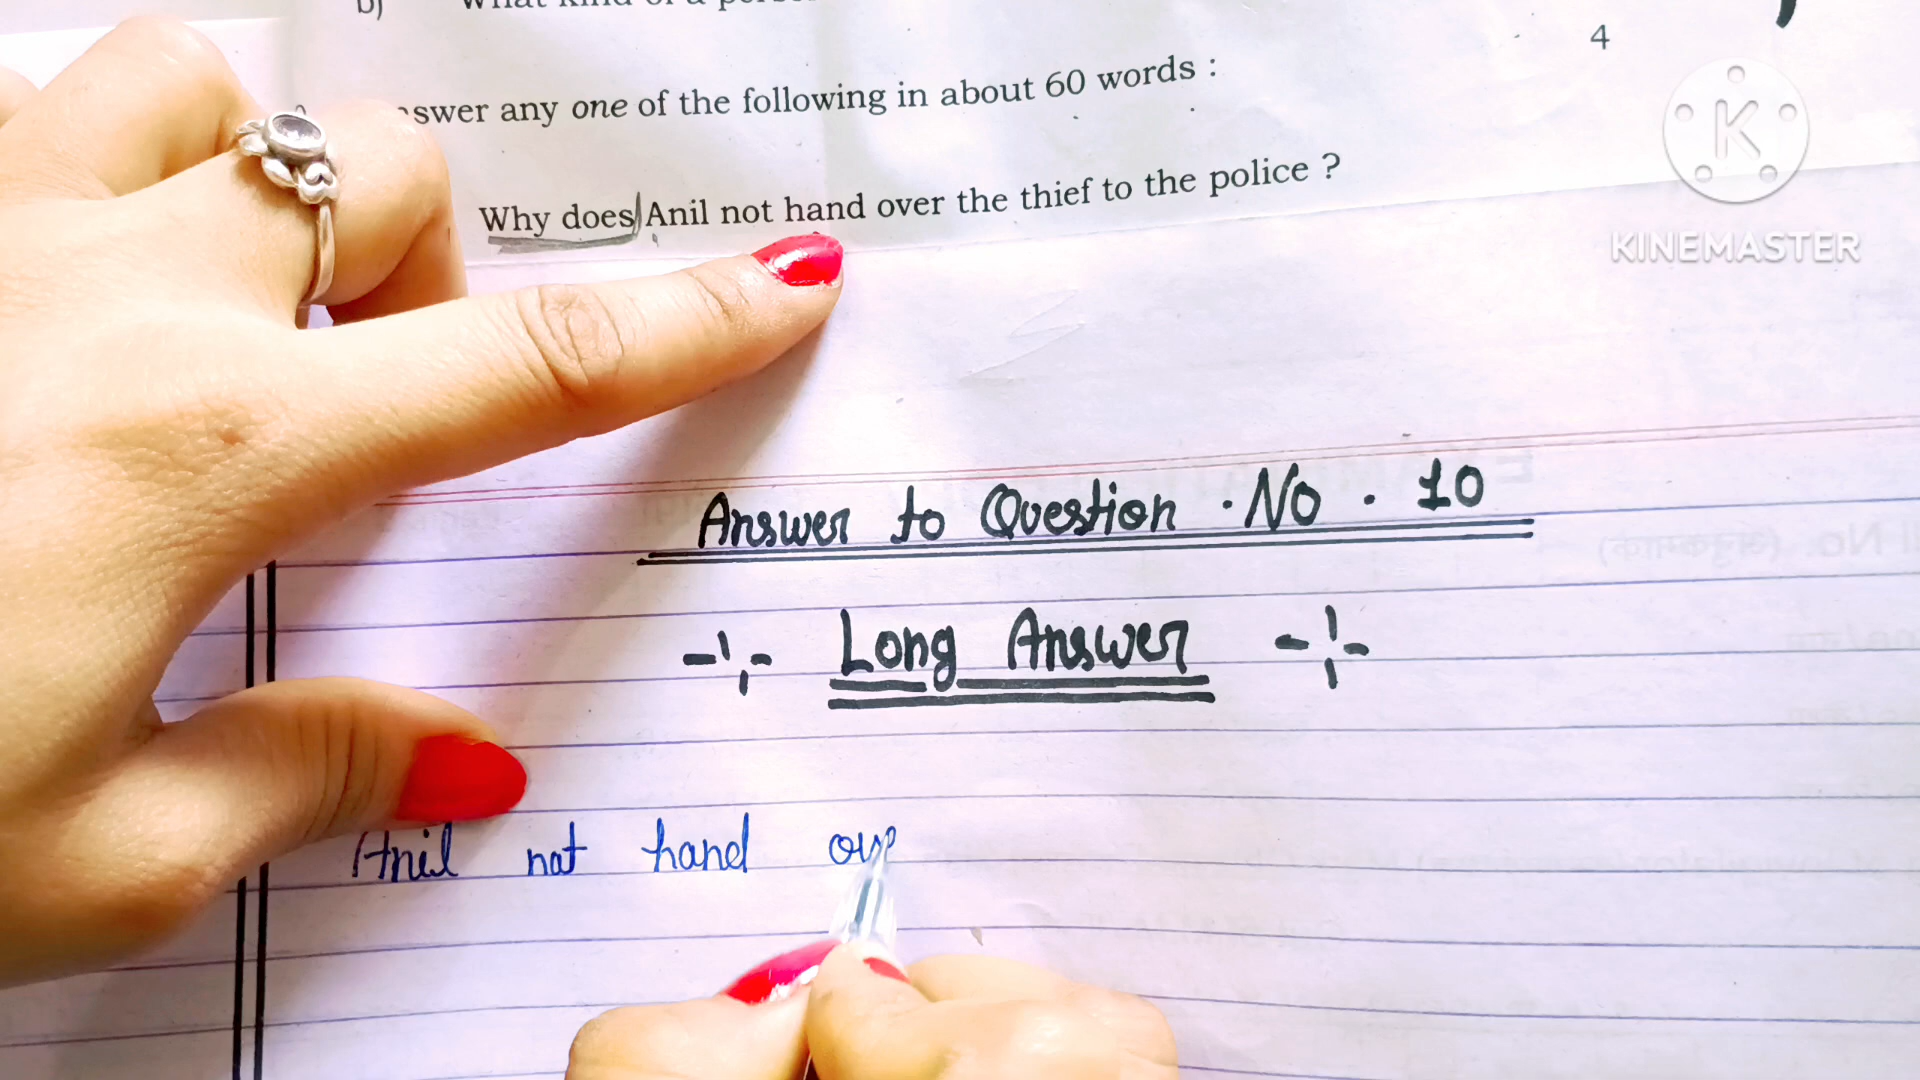 b)
4
swer any one of the following in about 60 words :
Why does Anil not hand over the thief to the police ?
K
KINEMASTER
Answer to Question . No . 10
Long Answer
Anil not hand ove